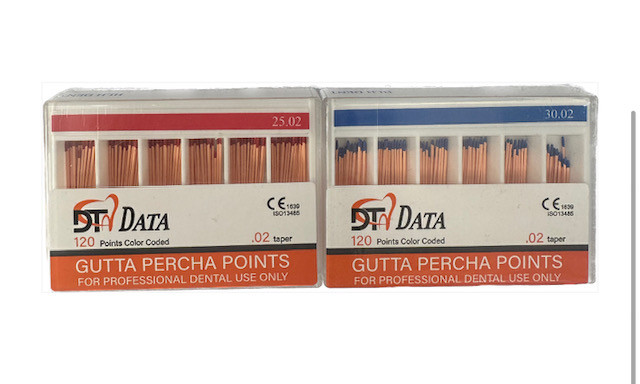 25.02
DTA DATA
CE 1639
ISO13485
120 Points Color Coded
.02 taper
GUTTA PERCHA POINTS
FOR PROFESSIONAL DENTAL USE ONLY
30.02
DTA DATA
CE 1639
ISO13485
120 Points Color Coded
.02 taper
GUTTA PERCHA POINTS
FOR PROFESSIONAL DENTAL USE ONLY